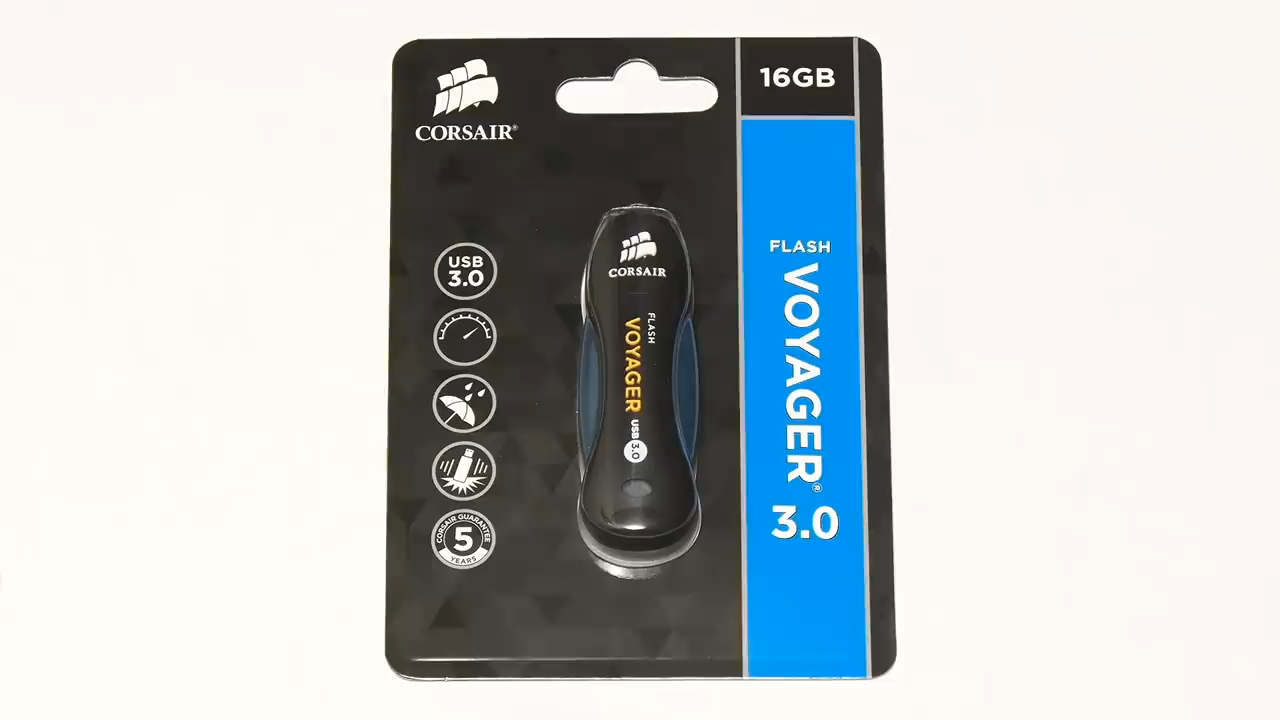 CORSAIR®
16GB
USB
3.0
CORSAIR GUARANTEE
5
YEARS
CORSAIR
FLASH
VOYAGER
USB 3.0
FLASH
VOYAGER®
3.0